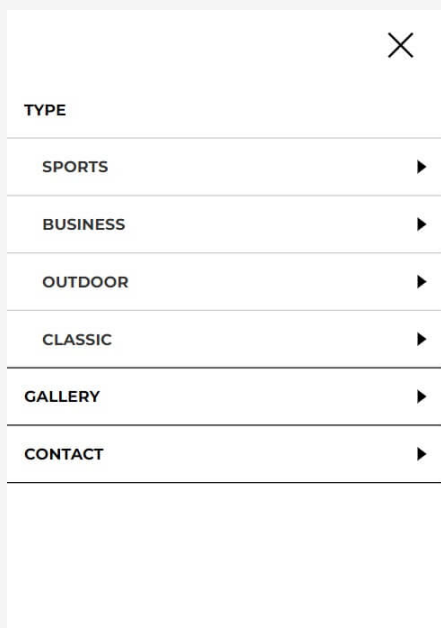 TYPE
SPORTS
BUSINESS
OUTDOOR
CLASSIC
GALLERY
CONTACT